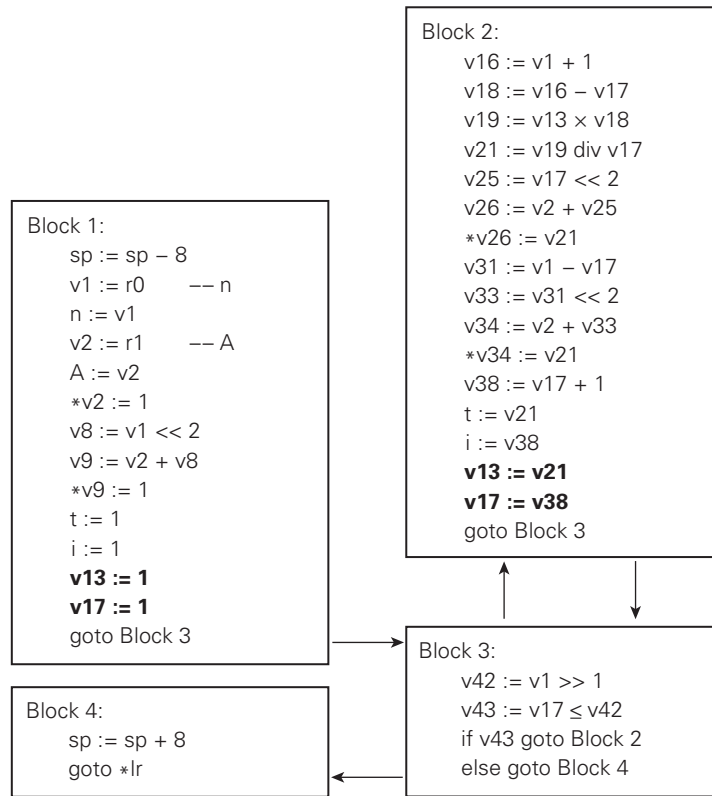 Block 1:
sp := sp − 8
v1 := r0 −− n
n := v1
v2 := r1 −− A
A := v2
*v2 := 1
v8 := v1 << 2
v9 := v2 + v8
*v9 := 1
t := 1
i := 1
v13 := 1
v17 := 1
goto Block 3
Block 2:
v16 := v1 + 1
v18 := v16 − v17
v19 := v13 × v18
v21 := v19 div v17
v25 := v17 << 2
v26 := v2 + v25
*v26 := v21
v31 := v1 − v17
v33 := v31 << 2
v34 := v2 + v33
*v34 := v21
v38 := v17 + 1
t := v21
i := v38
v13 := v21
v17 := v38
goto Block 3
Block 3:
v42 := v1 >> 1
v43 := v17 ≤ v42
if v43 goto Block 2
else goto Block 4
Block 4:
sp := sp + 8
goto *lr